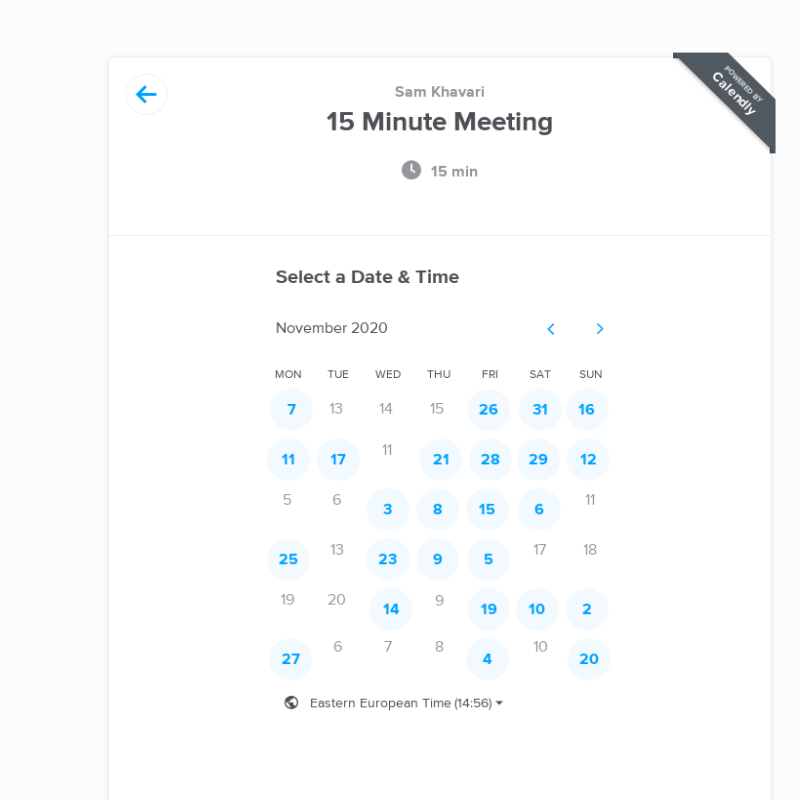 POWERED BY
Calendly
Sam Khavari
15 Minute Meeting
15 min
Select a Date & Time
November 2020
MON TUE WED THU FRI SAT SUN
7 13 14 15 26 31 16
11 17 11 21 28 29 12
5 6 3 8 15 6 11
25 13 23 9 5 17 18
19 20 14 9 19 10 2
27 6 7 8 4 10 20
Eastern European Time (14:56)